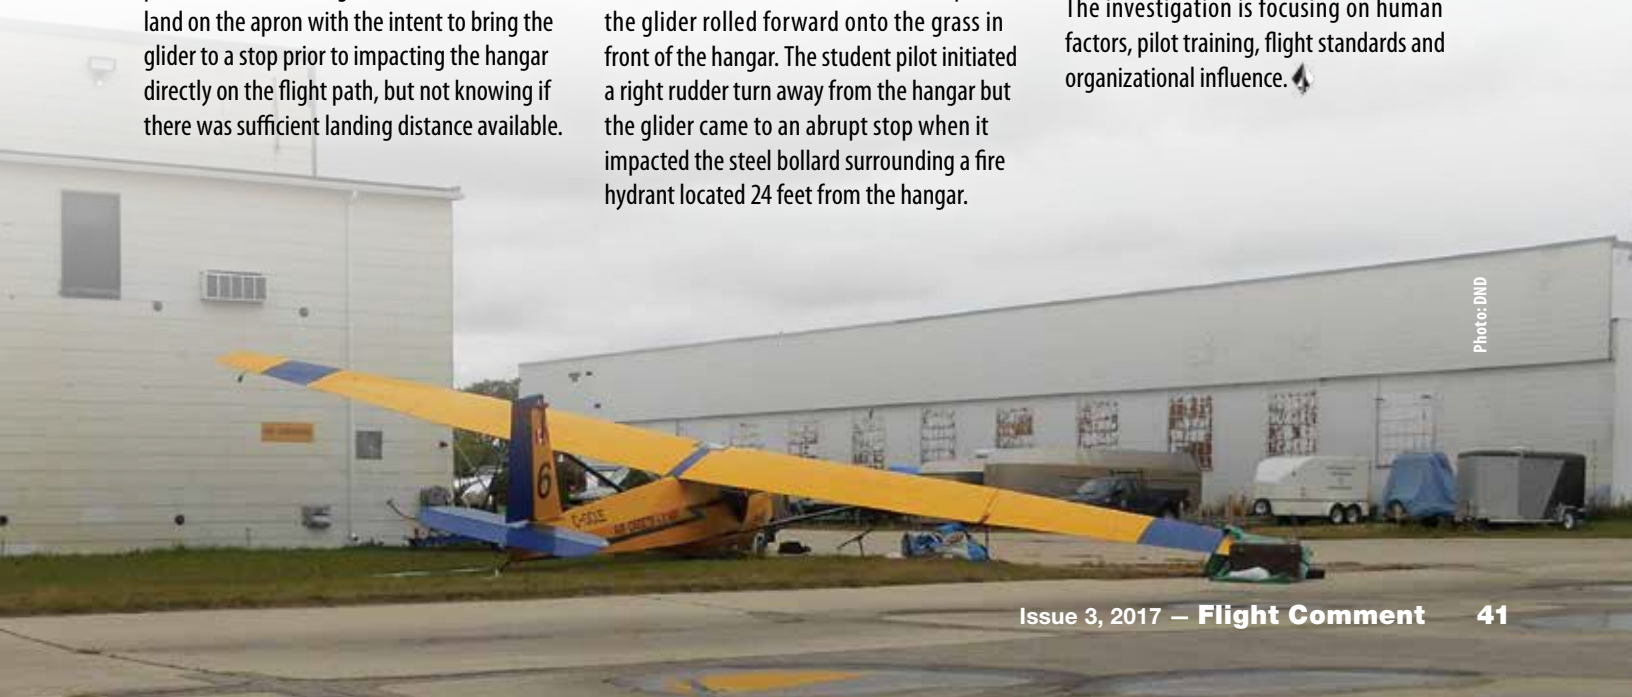 land on the apron with the intent to bring the
glider to a stop prior to impacting the hangar
directly on the flight path, but not knowing if
there was sufficient landing distance available.
the glider rolled forward onto the grass in
front of the hangar. The student pilot initiated
a right rudder turn away from the hangar but
the glider came to an abrupt stop when it
impacted the steel bollard surrounding a fire
hydrant located 24 feet from the hangar.
The investigation is focusing on human
factors, pilot training, flight standards and
organizational influence.
Photo: DND
6
Issue 3, 2017 — Flight Comment 41